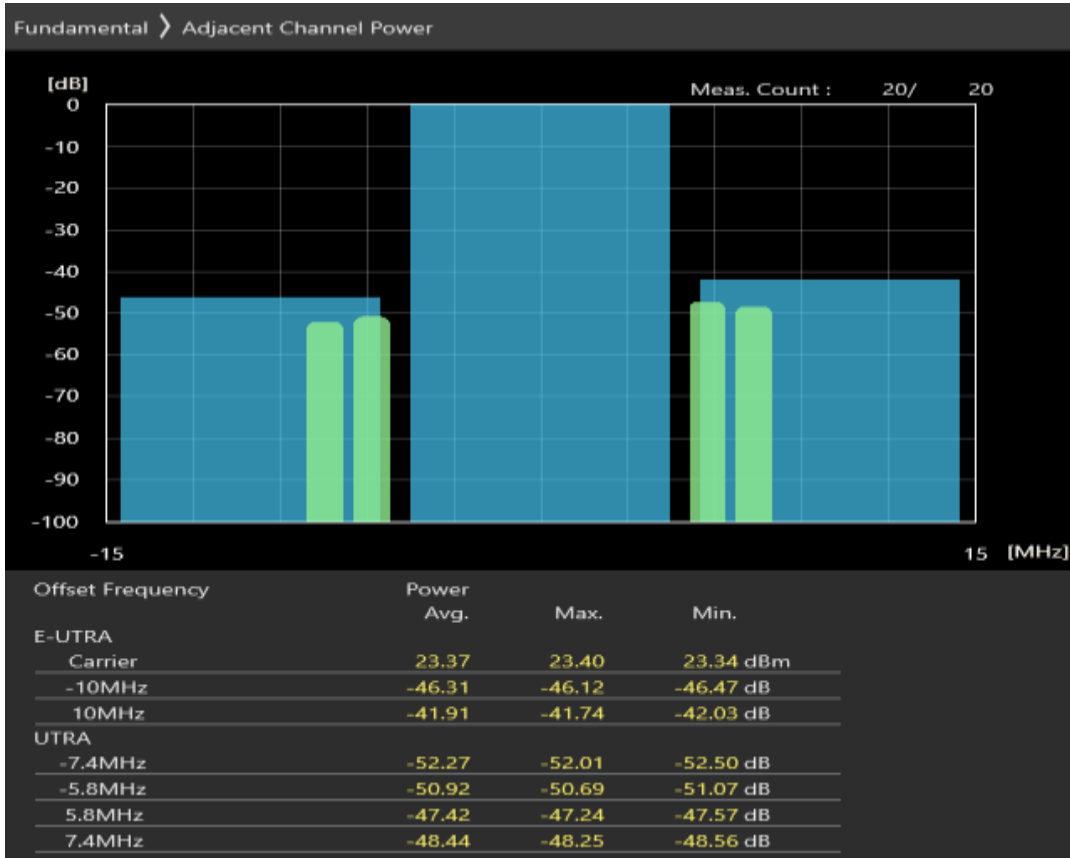 Fundamental 》 Adjacent Channel Power
[dB]
Meas. Count : 20/ 20
0
-10
-20
-30
-40
-50
-60
-70
-80
-90
-100
-15 15 [MHz]
Offset Frequency Power
Avg. Max. Min.
E-UTRA
Carrier 23.37 23.40 23.34 dBm
-10MHz -46.31 -46.12 -46.47 dB
10MHz -41.91 -41.74 -42.03 dB
UTRA
-7.4MHz -52.27 -52.01 -52.50 dB
-5.8MHz -50.92 -50.69 -51.07 dB
5.8MHz -47.42 -47.24 -47.57 dB
7.4MHz -48.44 -48.25 -48.56 dB